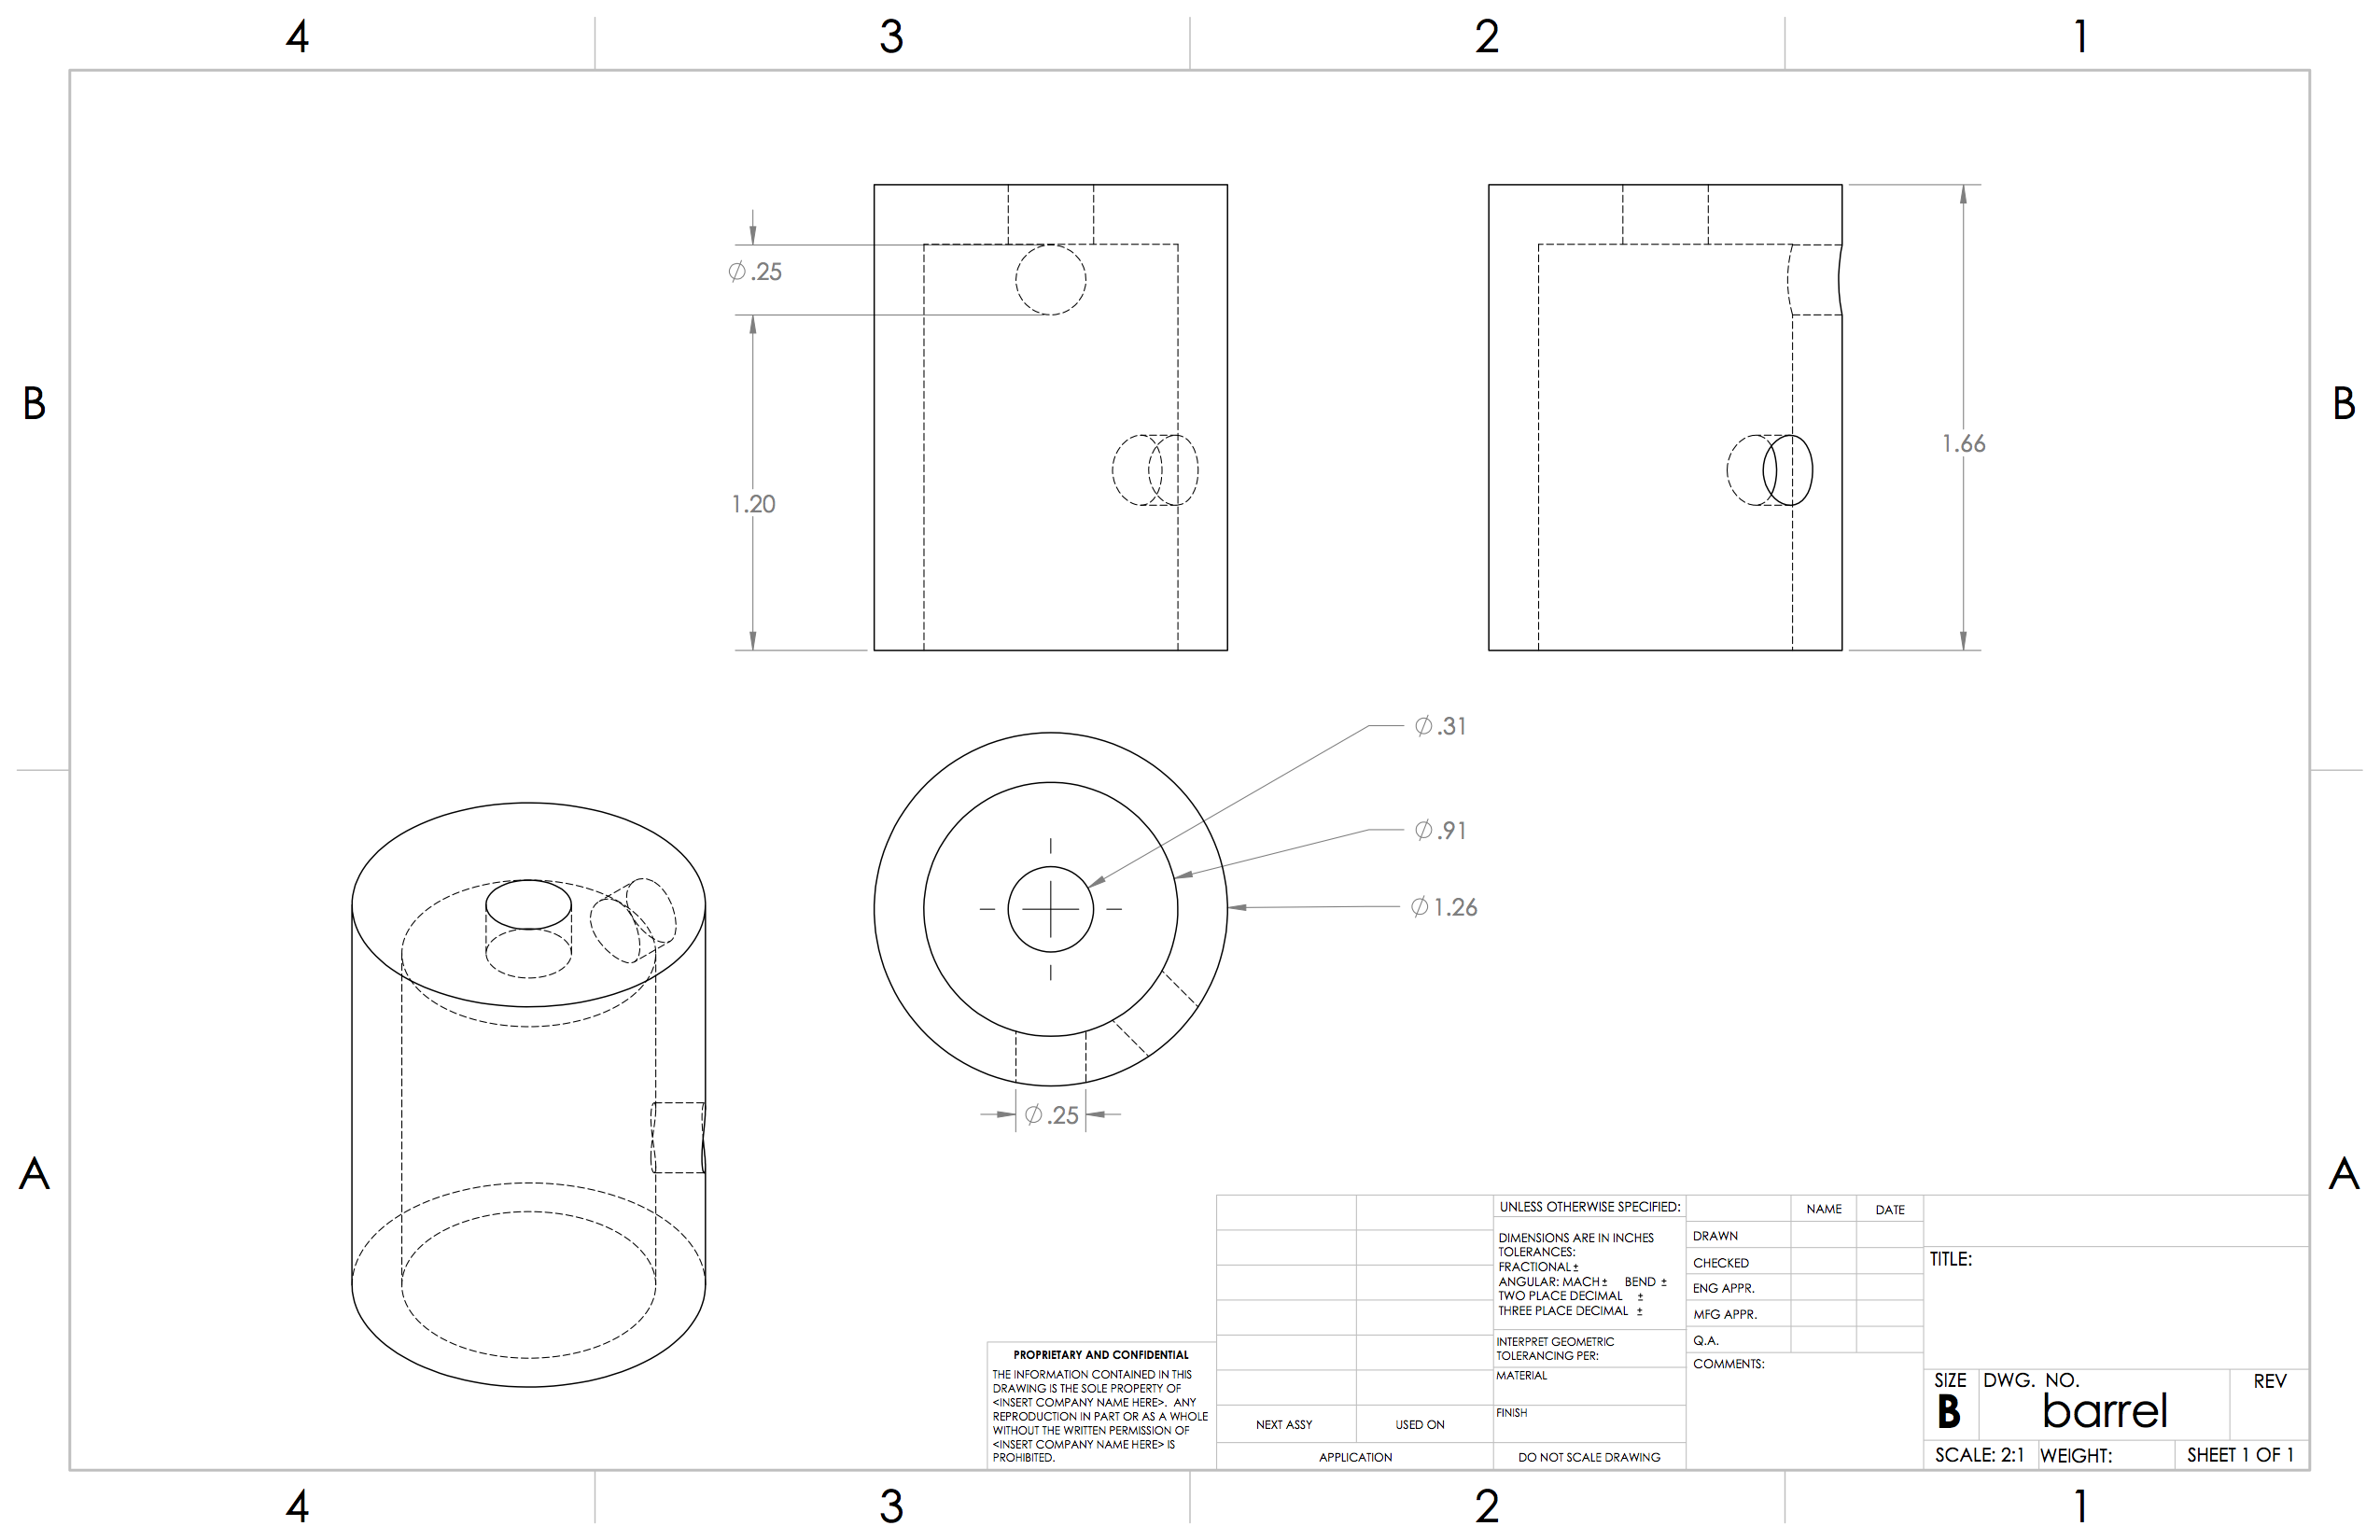 4 3 2 1
B B
⌀.25
1.20
1.66
⌀.31
⌀.91
⌀1.26
⌀.25
A A
PROPRIETARY AND CONFIDENTIAL
THE INFORMATION CONTAINED IN THIS
DRAWING IS THE SOLE PROPERTY OF
<INSERT COMPANY NAME HERE>. ANY
REPRODUCTION IN PART OR AS A WHOLE
WITHOUT THE WRITTEN PERMISSION OF
<INSERT COMPANY NAME HERE> IS
PROHIBITED.
NEXT ASSY USED ON
APPLICATION
UNLESS OTHERWISE SPECIFIED:
DIMENSIONS ARE IN INCHES
TOLERANCES:
FRACTIONAL ±
ANGULAR: MACH ± BEND ±
TWO PLACE DECIMAL ±
THREE PLACE DECIMAL ±
INTERPRET GEOMETRIC
TOLERANCING PER:
MATERIAL
FINISH
DO NOT SCALE DRAWING
NAME DATE
DRAWN
CHECKED
ENG APPR.
MFG APPR.
Q.A.
COMMENTS:
TITLE:
SIZE DWG. NO. REV
B barrel
SCALE: 2:1 WEIGHT: SHEET 1 OF 1
4 3 2 1